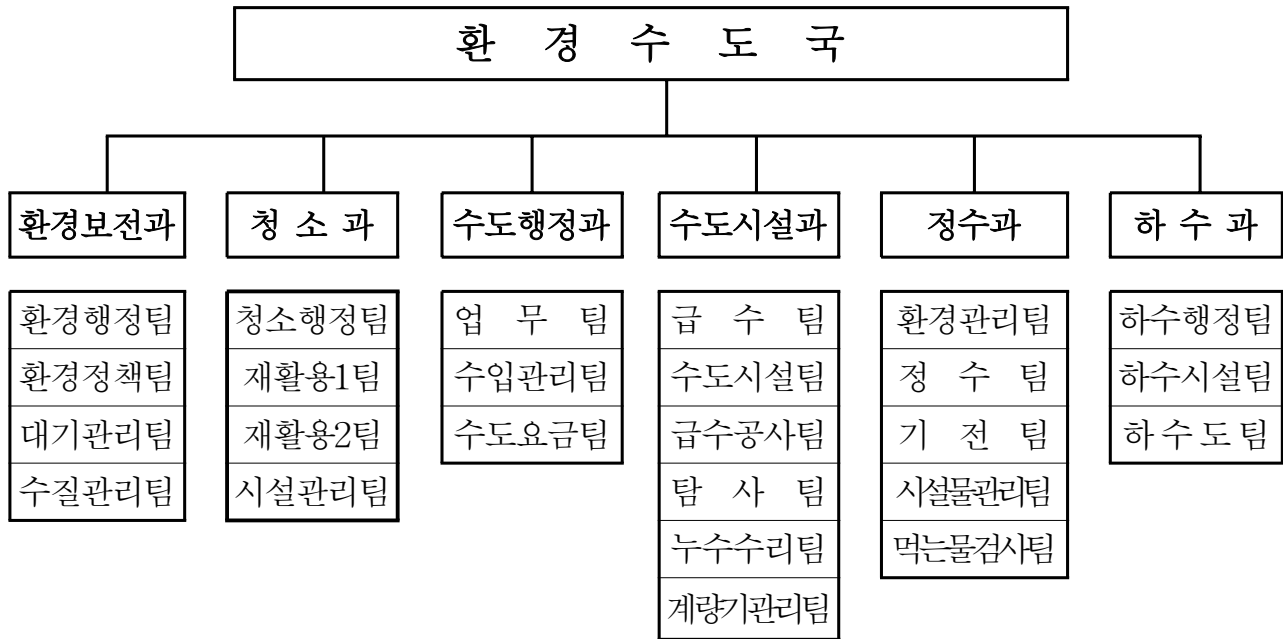 환 경 수 도 국
환경보전과 청 소 과 수도행정과 수도시설과 정수과 하 수 과
환경행정팀 청소행정팀 업 무 팀 급 수 팀 환경관리팀 하수행정팀
환경정책팀 재활용1팀 수입관리팀 수도시설팀 정 수 팀 하수시설팀
대기관리팀 재활용2팀 수도요금팀 급수공사팀 기 전 팀 하 수 도 팀
수질관리팀 시설관리팀 탐 사 팀 시설물관리팀
누수수리팀 먹는물검사팀
계량기관리팀